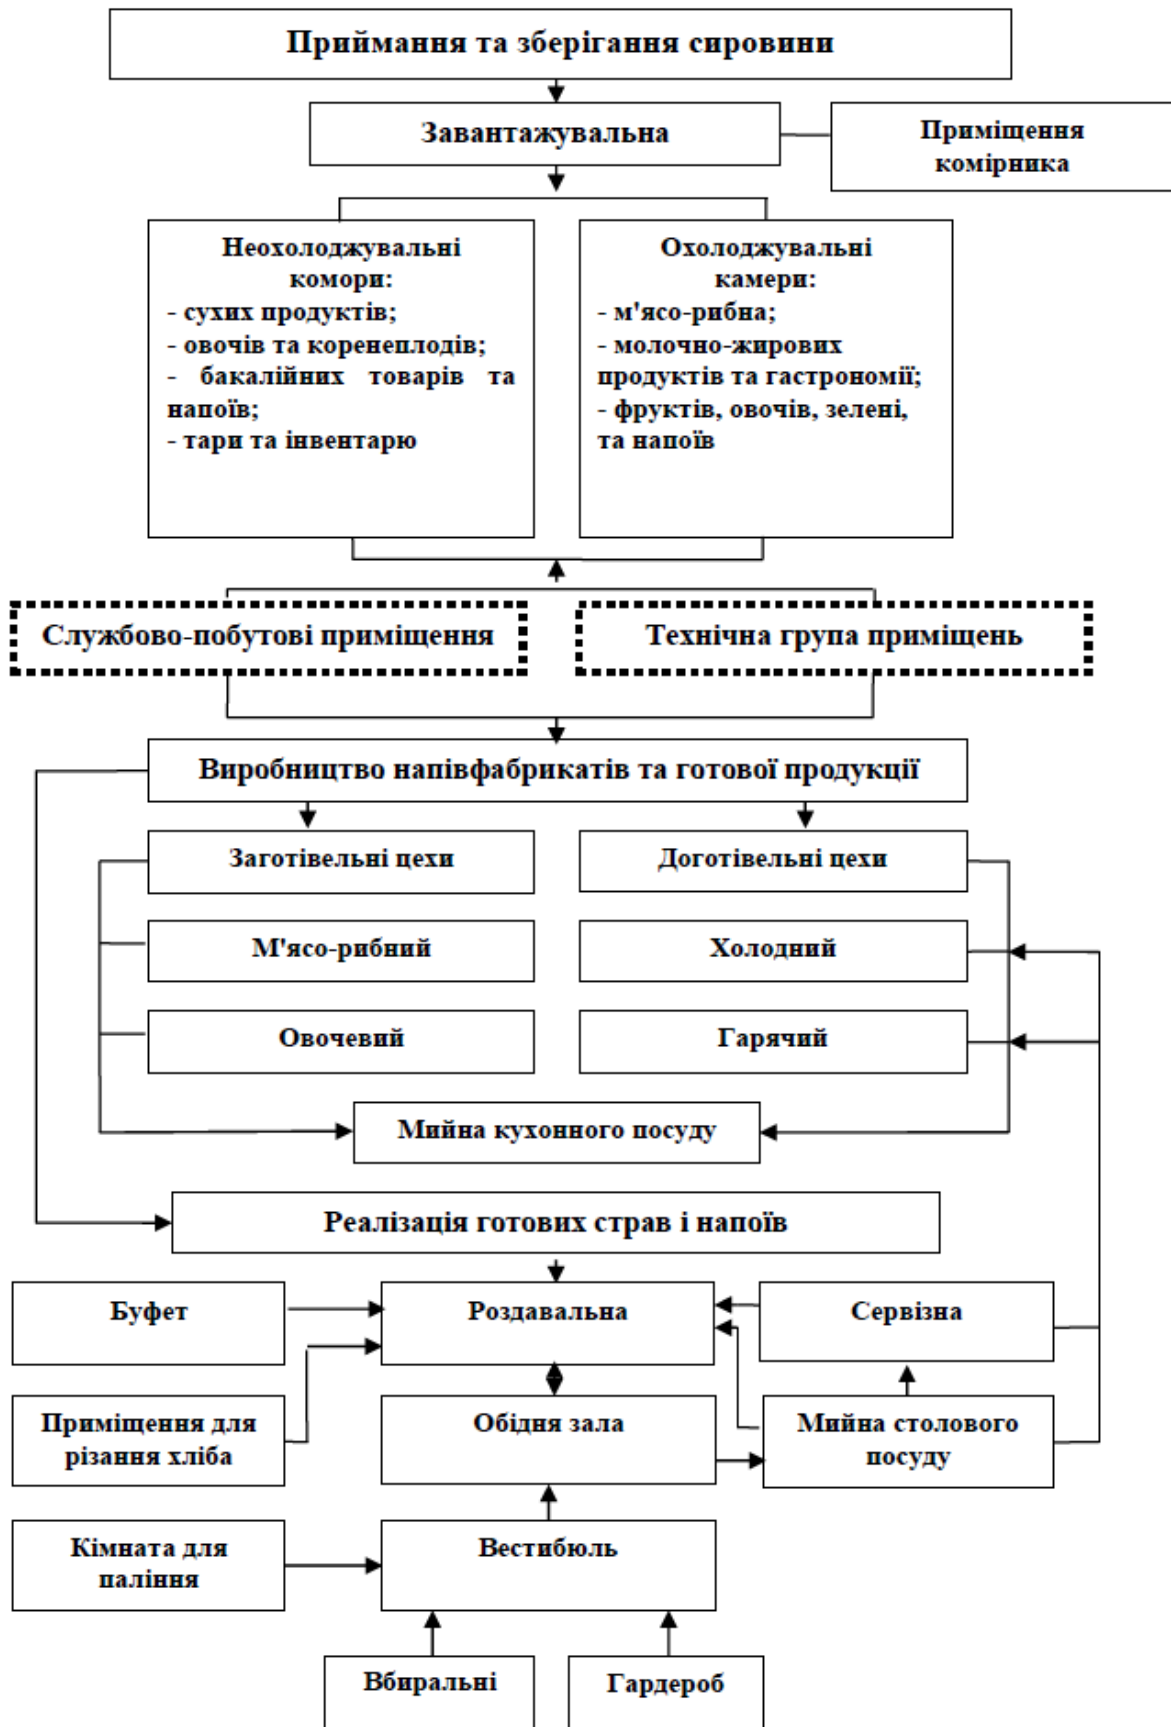 Приймання та зберігання сировини
Завантажувальна
Приміщення
комірника
Неохолоджувальні
комори:
- сухих продуктів;
- овочів та коренеплодів;
- бакалійних товарів та
напоїв;
- тари та інвентарю
Охолоджувальні
камери:
- м'ясо-рибна;
- молочно-жирових
продуктів та гастрономії;
- фруктів, овочів, зелені,
та напоїв
Службово-побутові приміщення
Технічна група приміщень
Виробництво напівфабрикатів та готової продукції
Заготівельні цехи
Доготівельні цехи
М'ясо-рибний
Холодний
Овочевий
Гарячий
Мийна кухонного посуду
Реалізація готових страв і напоїв
Буфет
Роздавальна
Сервізна
Приміщення для
різання хліба
Обідня зала
Мийна столового
посуду
Кімната для
паління
Вестибюль
Вбиральні
Гардероб